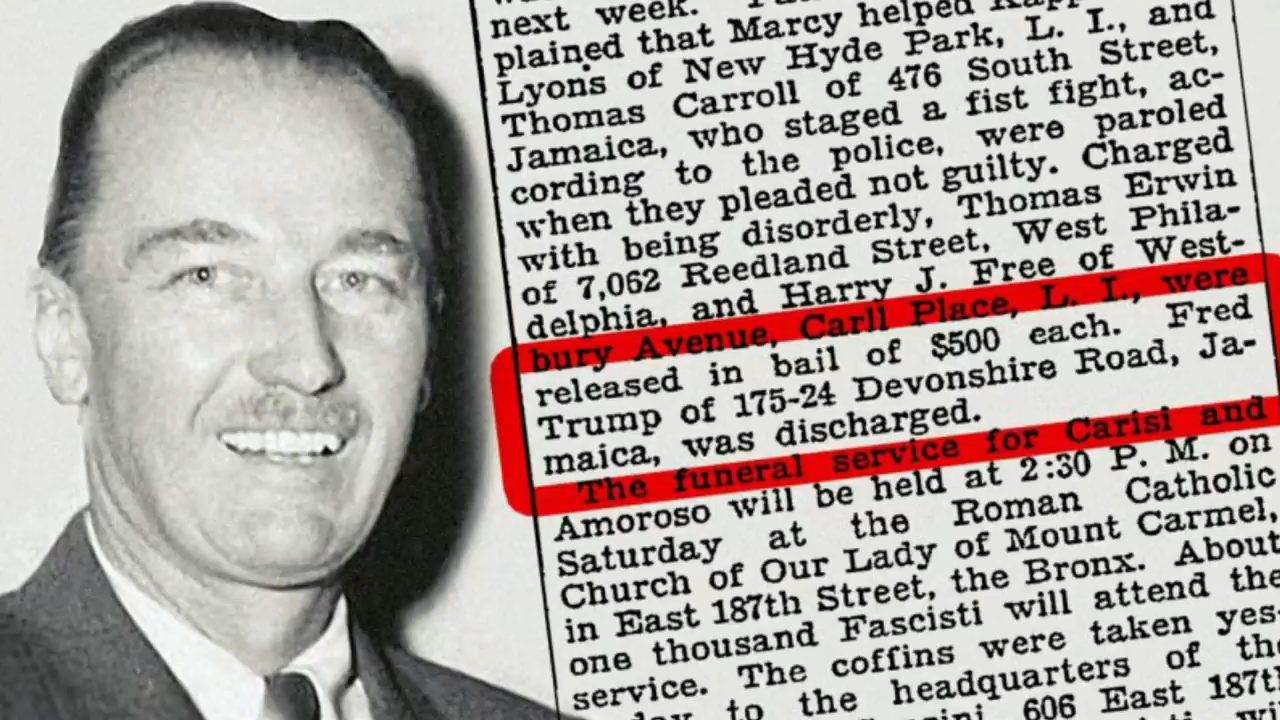 next week.
plained that Marcy helped
Lyons of New Hyde Park, L. I., and
Thomas Carroll of 476 South Street,
Jamaica, who staged a fist fight, ac-
cording to the police, were paroled
when they pleaded not guilty. Charged
with being disorderly, Thomas Erwin
of 7,062 Reedland Street, West Phila-
delphia, and Harry J. Free of West-
bury Avenue, Carll Place, L. I., were
released in bail of $500 each. Fred
Trump of 175-24 Devonshire Road, Ja-
maica, was discharged.
The funeral service for Carisi and
Amoroso will be held at 2:30 P. M. on
Saturday at the Roman Catholic
Church of Our Lady of Mount Carmel,
in East 187th Street, the Bronx. About
one thousand Fascisti will attend the
service. The coffins were taken yes-
to the headquarters of the
606 East 187th